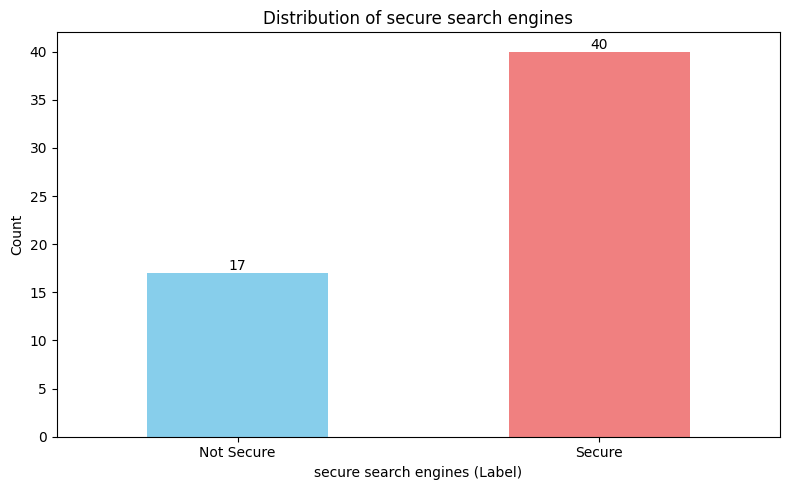 Distribution of secure search engines
40
35
30
25
20
15
10
5
0
Count
17
40
Not Secure
Secure
secure search engines (Label)